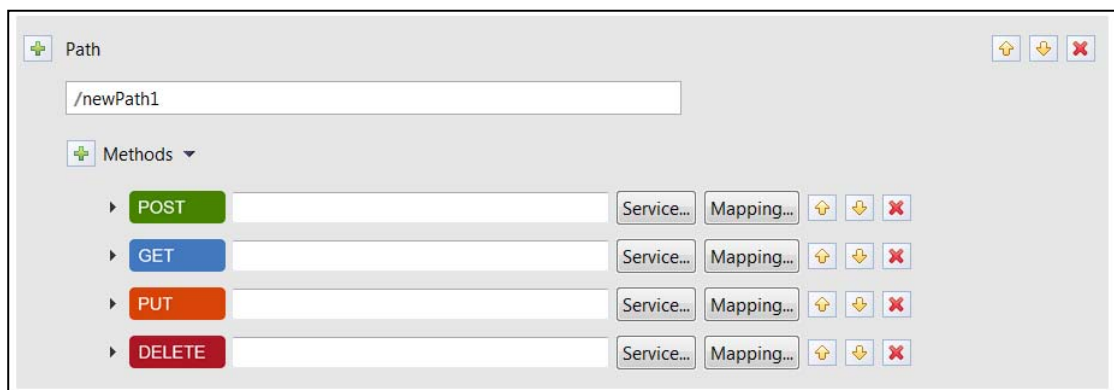 Path
/newPath1
Methods
POST Service... Mapping...
GET Service... Mapping...
PUT Service... Mapping...
DELETE Service... Mapping...